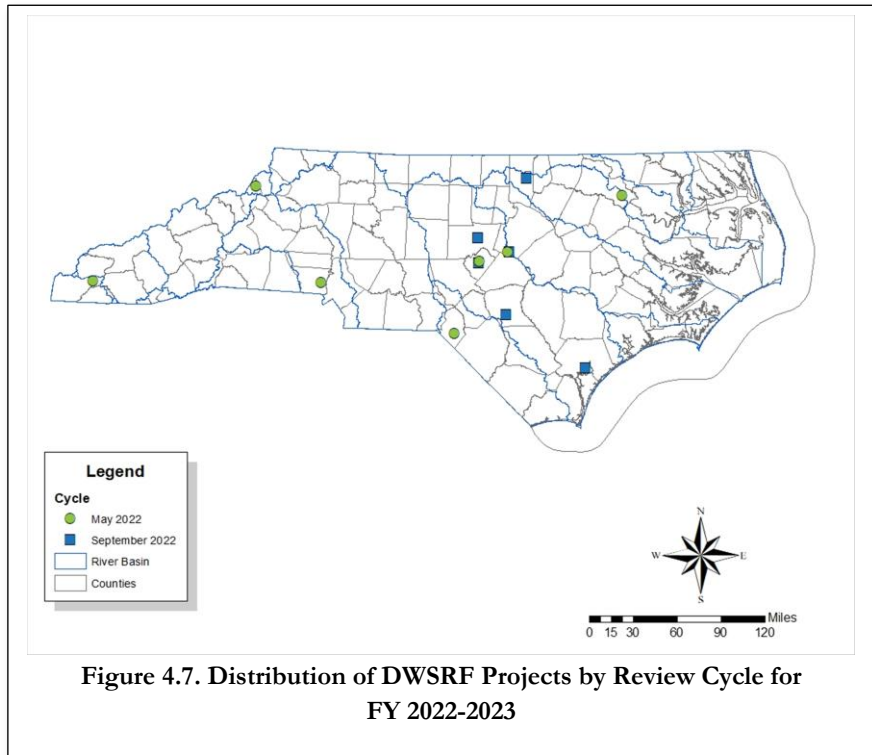 Legend
Cycle
May 2022
September 2022
River Basin
Counties
N
W E
S
Miles
0 15 30 60 90 120
Figure 4.7. Distribution of DWSRF Projects by Review Cycle for
FY 2022-2023